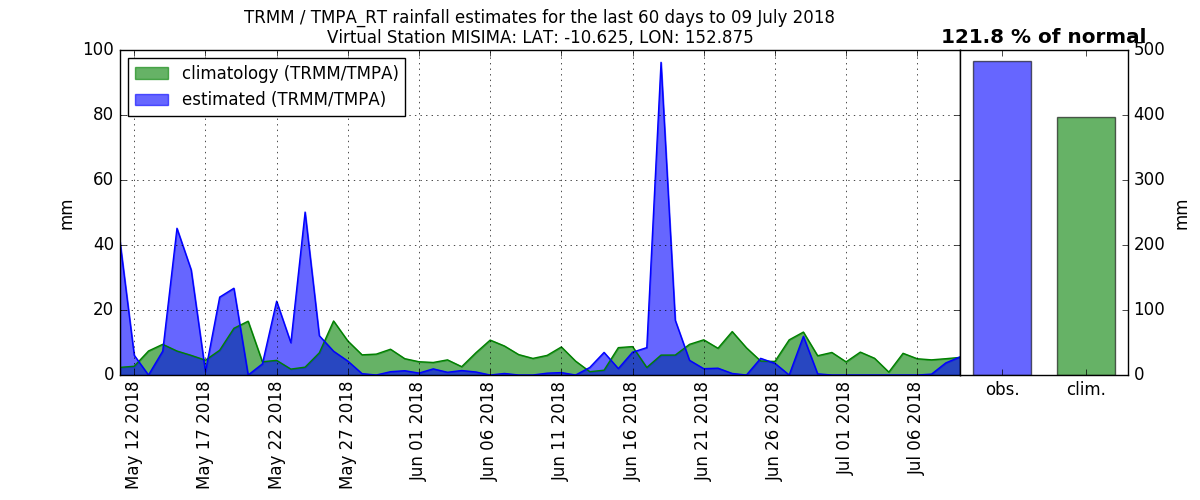 TRMM / TMPA_RT rainfall estimates for the last 60 days to 09 July 2018
Virtual Station MISIMA: LAT: -10.625, LON: 152.875
121.8 % of normal
climatology (TRMM/TMPA)
estimated (TRMM/TMPA)
100
80
60
40
20
0
mm
500
400
300
200
100
0
mm
May 12 2018
May 17 2018
May 22 2018
May 27 2018
Jun 01 2018
Jun 06 2018
Jun 11 2018
Jun 16 2018
Jun 21 2018
Jun 26 2018
Jul 01 2018
Jul 06 2018
obs.
clim.